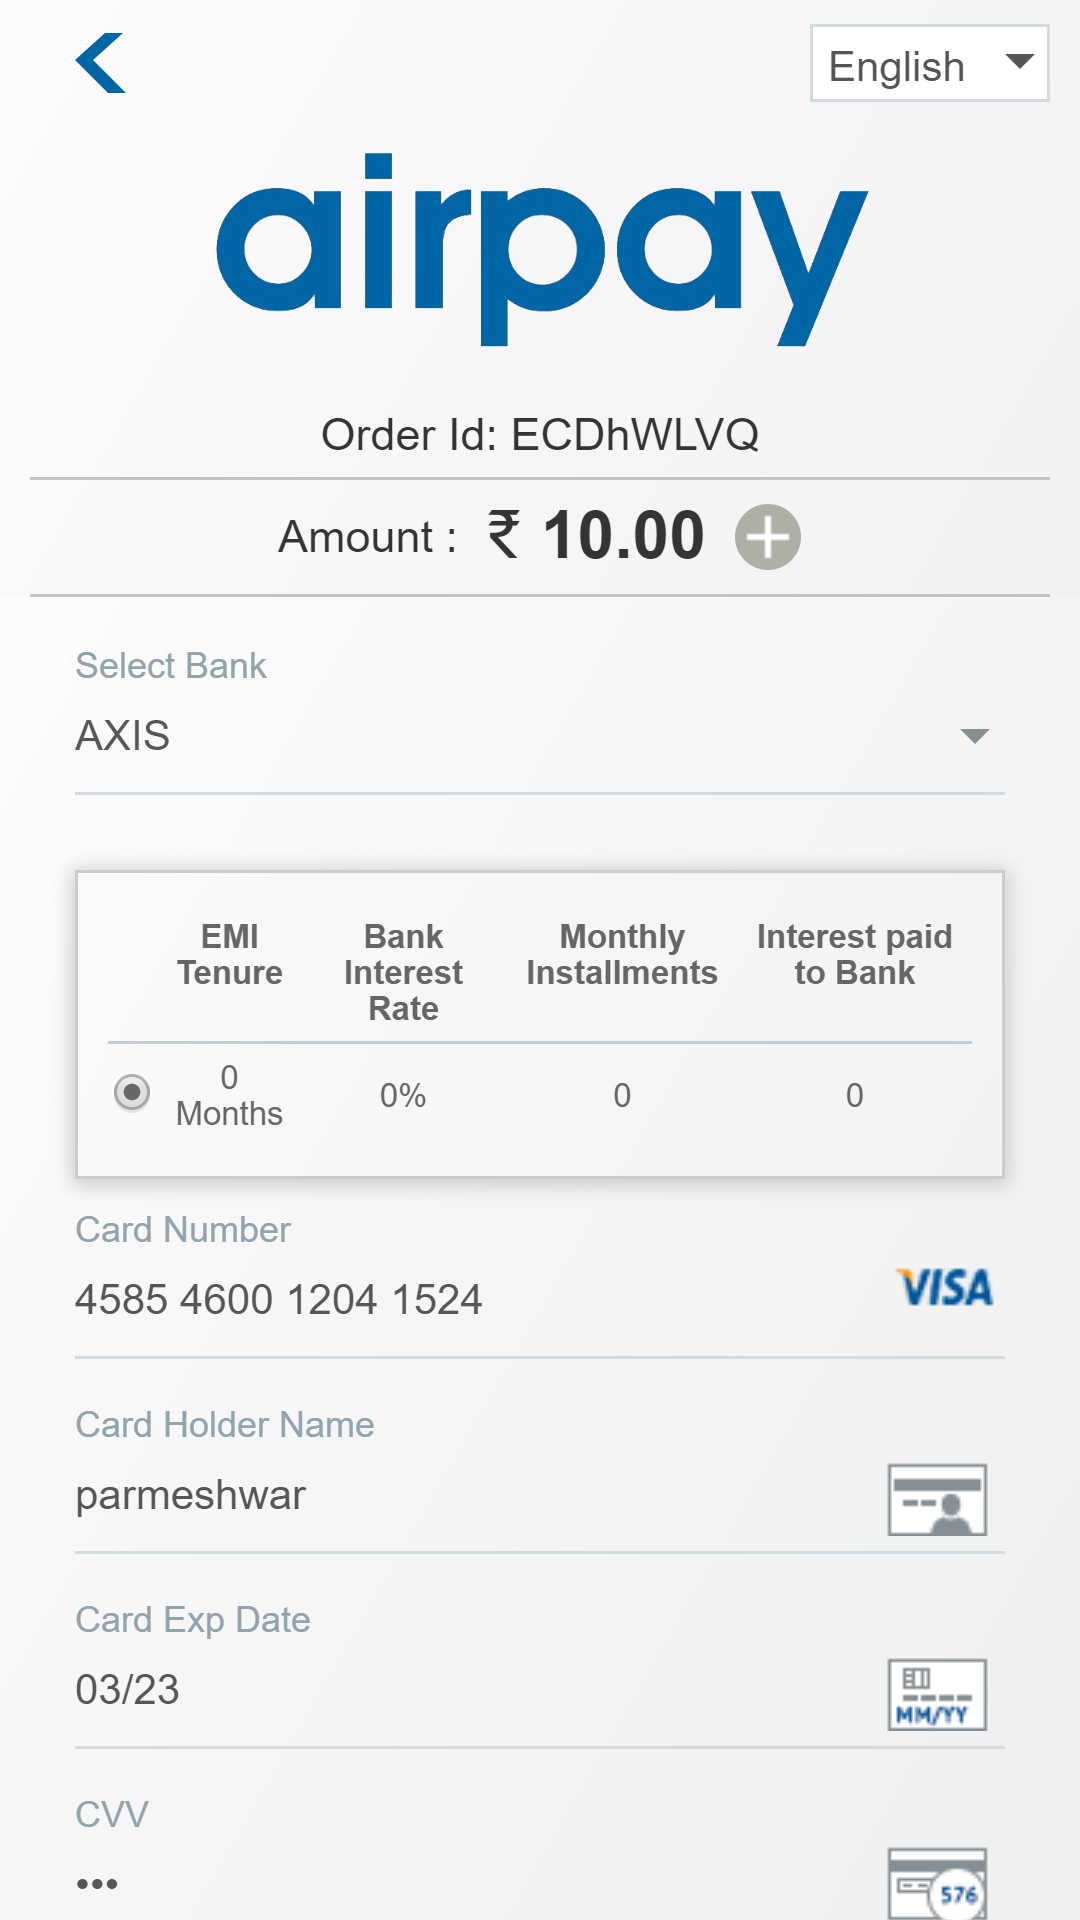 English
airpay
Order Id: ECDhWLVQ
Amount : ₹ 10.00
Select Bank
AXIS
EMI Tenure
Bank Interest Rate
Monthly Installments
Interest paid to Bank
0 Months
0%
0
0
Card Number
4585 4600 1204 1524
VISA
Card Holder Name
parmeshwar
Card Exp Date
03/23
MM/YY
CVV
•••
576